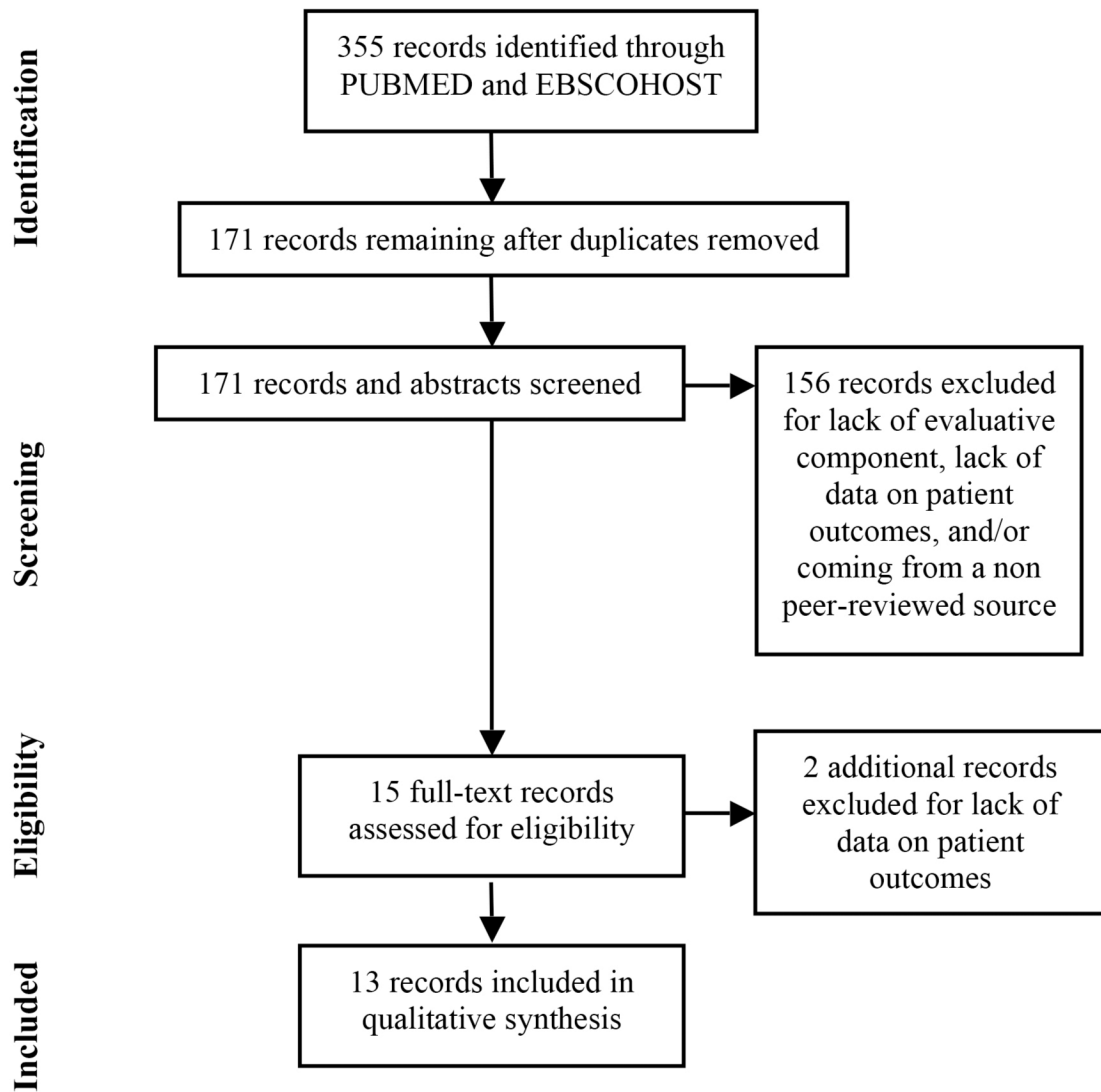 Identification
355 records identified through
PUBMED and EBSCOHOST
171 records remaining after duplicates removed
Screening
171 records and abstracts screened
156 records excluded
for lack of evaluative
component, lack of
data on patient
outcomes, and/or
coming from a non
peer-reviewed source
Eligibility
15 full-text records
assessed for eligibility
2 additional records
excluded for lack of
data on patient
outcomes
Included
13 records included in
qualitative synthesis